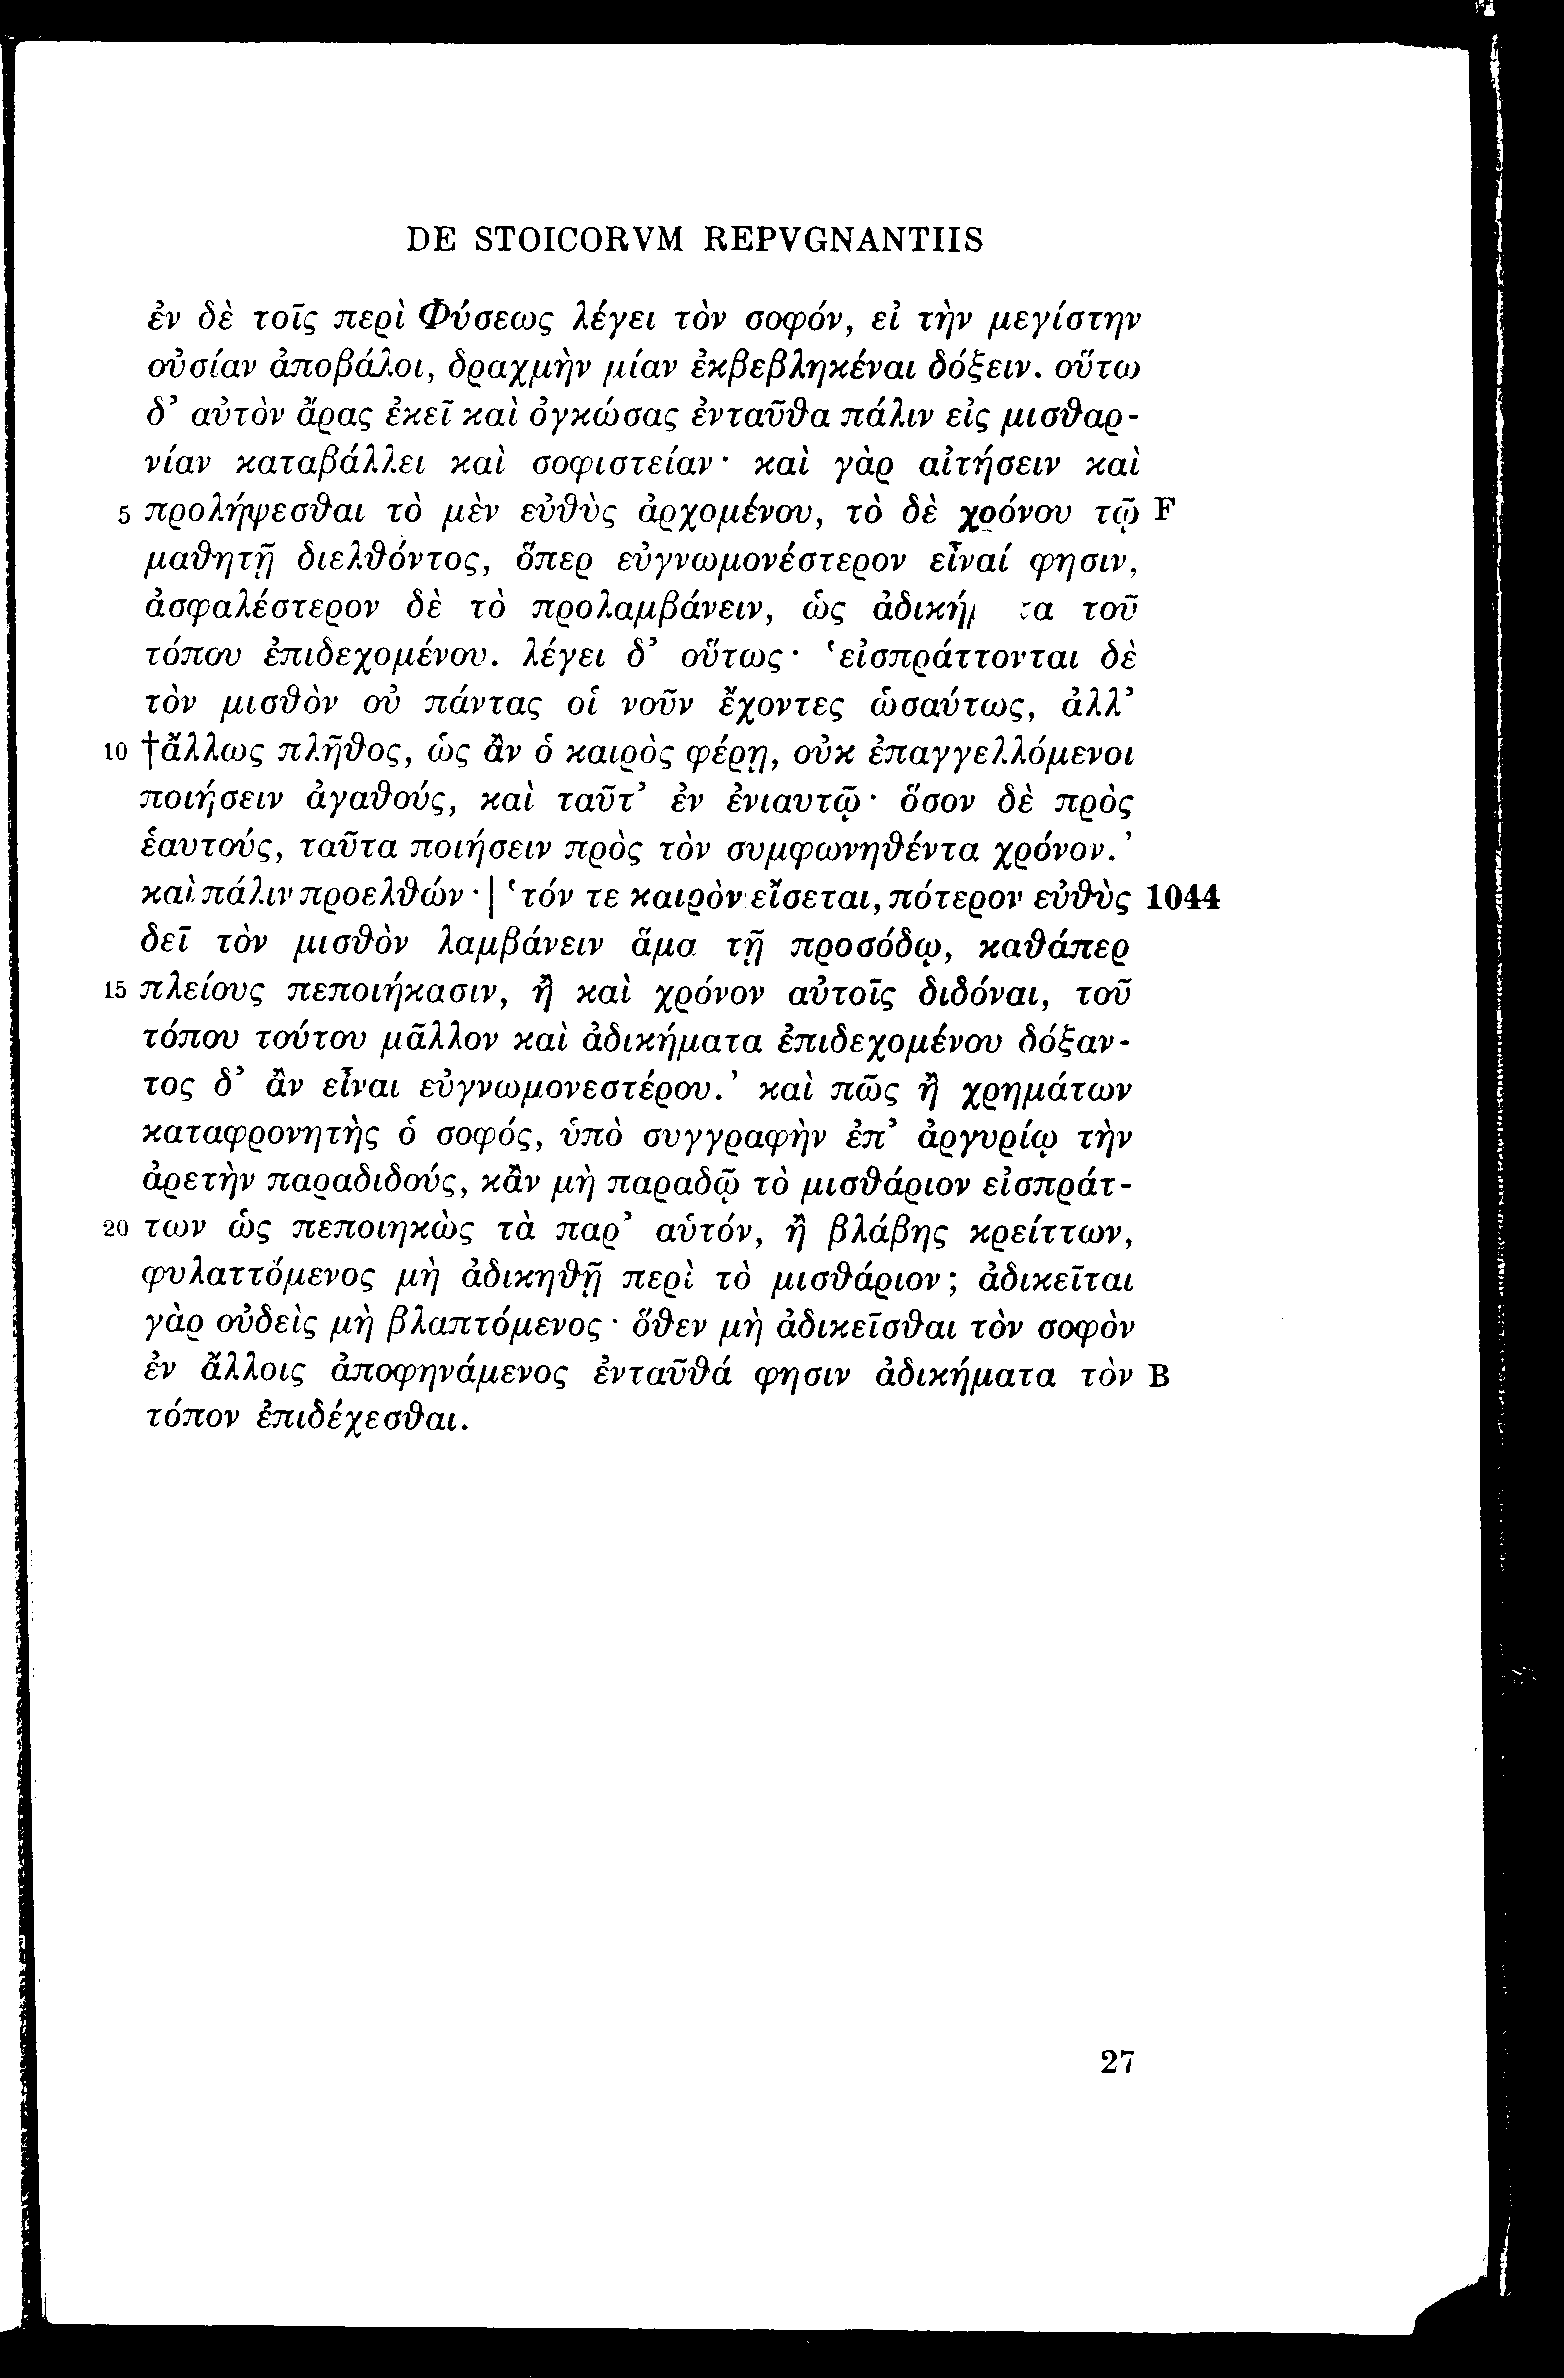 DE STOICORVM REPVGNANTIIS
ἐν δὲ τοῖς περὶ Φύσεως λέγει τὸν σοφόν, εἰ τὴν μεγίστην
οὐσίαν ἀποβάλοι, δραχμὴν μίαν ἐκβεβληκέναι δόξειν. οὕτω
δ’ αὐτὸν ἄρας ἐκεῖ καὶ ὀγκώσας ἐνταῦθα πάλιν εἰς μισθαρ-
νίαν καταβάλλει καὶ σοφιστείαν· καὶ γὰρ αἰτήσειν καὶ
5 προλήψεσθαι τὸ μὲν εὐθὺς ἀρχομένου, τὸ δὲ χρόνου τῷ F
μαθητῇ διελθόντος, ὅπερ εὐγνωμονέστερον εἶναί φησιν,
ἀσφαλέστερον δὲ τὸ προλαμβάνειν, ὡς τοῦ
τόπου ἐπιδεχομένου. λέγει δ’ οὕτως· ‘εἰσπράττονται δὲ
τὸν μισθὸν οὐ πάντας οἱ νοῦν ἔχοντες ὡσαύτως, ἀλλ’
10 †ἄλλως πλῆθος, ὡς ἂν ὁ καιρὸς φέρῃ, οὐκ ἐπαγγελλόμενοι
ποιήσειν ἀγαθούς, καὶ ταῦτ’ ἐν ἐνιαυτῷ· ὅσον δὲ πρὸς
ἑαυτούς, ταῦτα ποιήσειν πρὸς τὸν συμφωνηθέντα χρόνον.’
καὶ πάλιν προελθών· | ‘τόν τε καιρὸν εἴσεται, πότερον εὐθὺς 1044
δεῖ τὸν μισθὸν λαμβάνειν ἅμα τῇ προσόδῳ, καθάπερ
15 πλείους πεποιήκασιν, ἢ καὶ χρόνον αὐτοῖς διδόναι, τοῦ
τόπου τούτου μᾶλλον καὶ ἀδικήματα ἐπιδεχομένου δόξαν-
τος δ’ ἂν εἶναι εὐγνωμονεστέρου.’ καὶ πῶς ἢ χρημάτων
καταφρονητὴς ὁ σοφός, ὑπὸ συγγραφὴν ἐπ’ ἀργυρίῳ τὴν
ἀρετὴν παραδιδούς, κἂν μὴ παραδῷ τὸ μισθάριον εἰσπράτ-
20 των ὡς πεποιηκὼς τὰ παρ’ αὑτόν, ἢ βλάβης κρείττων,
φυλαττόμενος μὴ ἀδικηθῇ περὶ τὸ μισθάριον; ἀδικεῖται
γὰρ οὐδεὶς μὴ βλαπτόμενος· ὅθεν μὴ ἀδικεῖσθαι τὸν σοφὸν
ἐν ἄλλοις ἀποφηνάμενος ἐνταῦθά φησιν ἀδικήματα τὸν B
τόπον ἐπιδέχεσθαι.
27